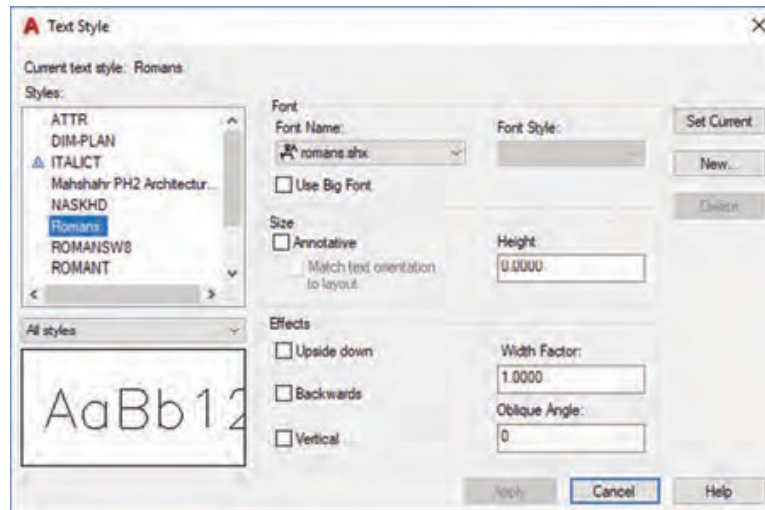 Text Style
Current text style: Romans
Styles:
ATTR
DIM-PLAN
ITALICT
Mahshahr PH2 Architectur...
NASKHD
Romans
ROMANSW8
ROMANT
All styles
AaBb12
Font
Font Name:
romans.shx
Use Big Font
Font Style:
Size
Annotative
Match text orientation
to layout
Height
0.0000
Effects
Upside down
Backwards
Vertical
Width Factor:
1.0000
Oblique Angle:
0
Set Current
New...
Delete
Apply
Cancel
Help